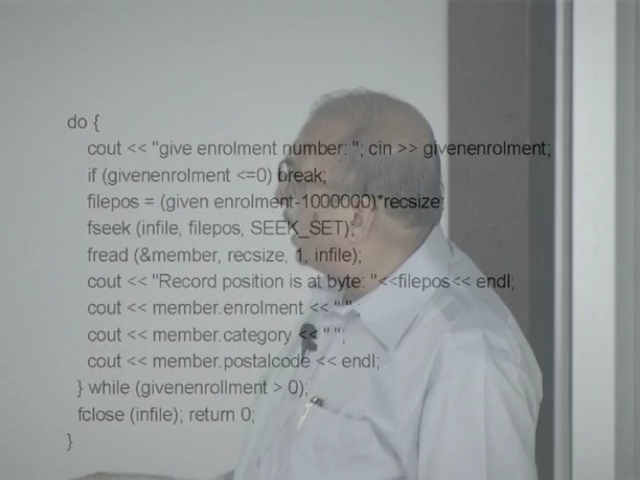 do {
cout << "give enrolment number: "; cin >> givenenrolment;
if (givenenrolment <=0) break;
filepos = (given enrolment-1000000)*recsize;
fseek (infile, filepos, SEEK_SET);
fread (&member, recsize, 1, infile);
cout << "Record position is at byte: "<<filepos<< endl;
cout << member.enrolment << " " ;
cout << member.category << " ";
cout << member.postalcode << endl;
} while (givenenrollment > 0);
fclose (infile); return 0;
}